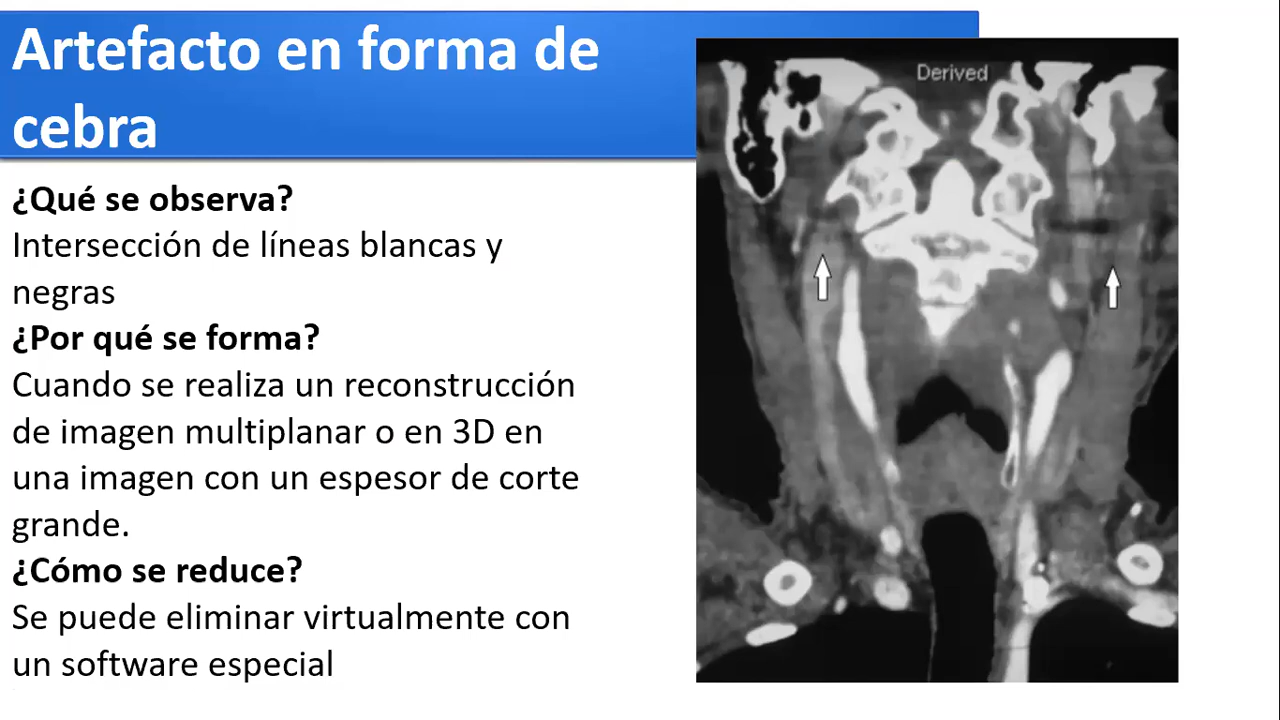 Artefacto en forma de
cebra
¿Qué se observa?
Intersección de líneas blancas y
negras
¿Por qué se forma?
Cuando se realiza un reconstrucción
de imagen multiplanar o en 3D en
una imagen con un espesor de corte
grande.
¿Cómo se reduce?
Se puede eliminar virtualmente con
un software especial
Derived